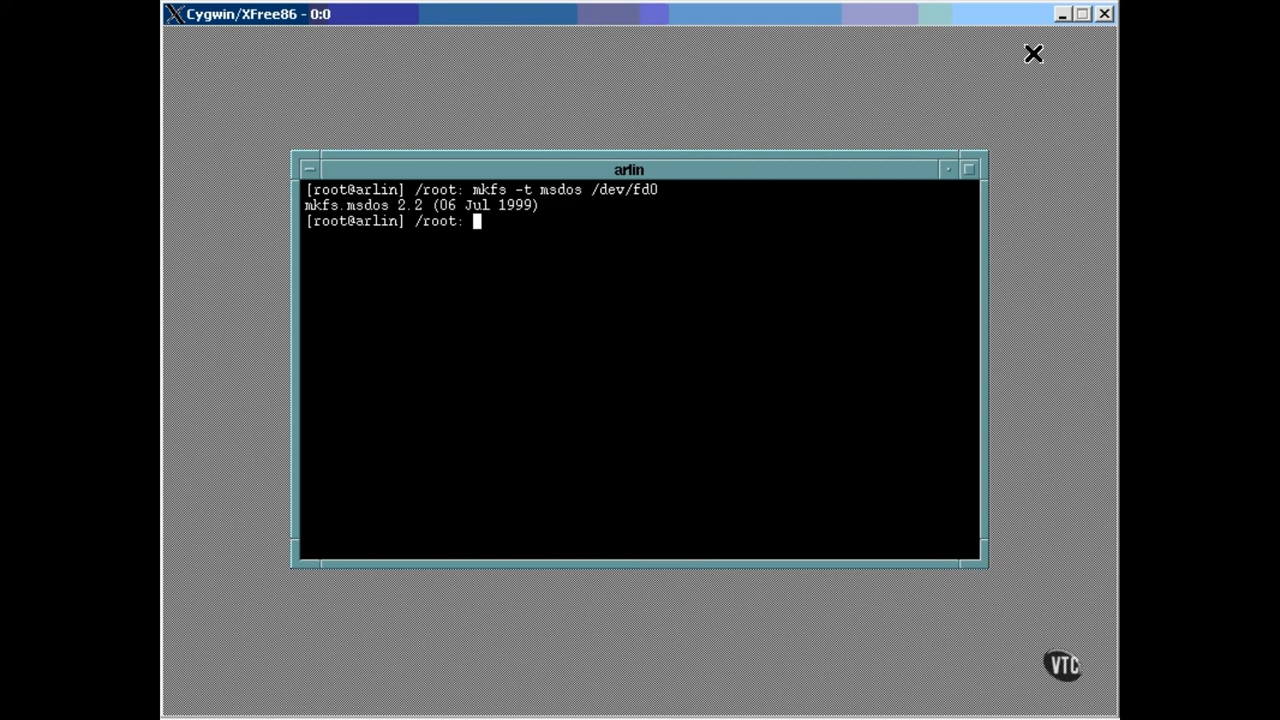 Cygwin/XFree86 - 0:0
arlin
[root@arlin] /root: mkfs -t msdos /dev/fd0
mkfs.msdos 2.2 (06 Jul 1999)
[root@arlin] /root:
VTC